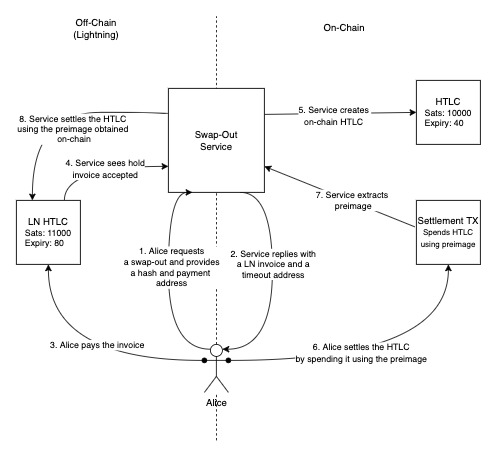 Off-Chain
(Lightning)
On-Chain
8. Service settles the HTLC
using the preimage obtained
on-chain
4. Service sees hold
invoice accepted
Swap-Out
Service
5. Service creates
on-chain HTLC
HTLC
Sats: 10000
Expiry: 40
LN HTLC
Sats: 11000
Expiry: 80
7. Service extracts
preimage
Settlement TX
Spends HTLC
using preimage
1. Alice requests
a swap-out and provides
a hash and payment
address
2. Service replies with
a LN invoice and a
timeout address
3. Alice pays the invoice
6. Alice settles the HTLC
by spending it using the preimage
Alice